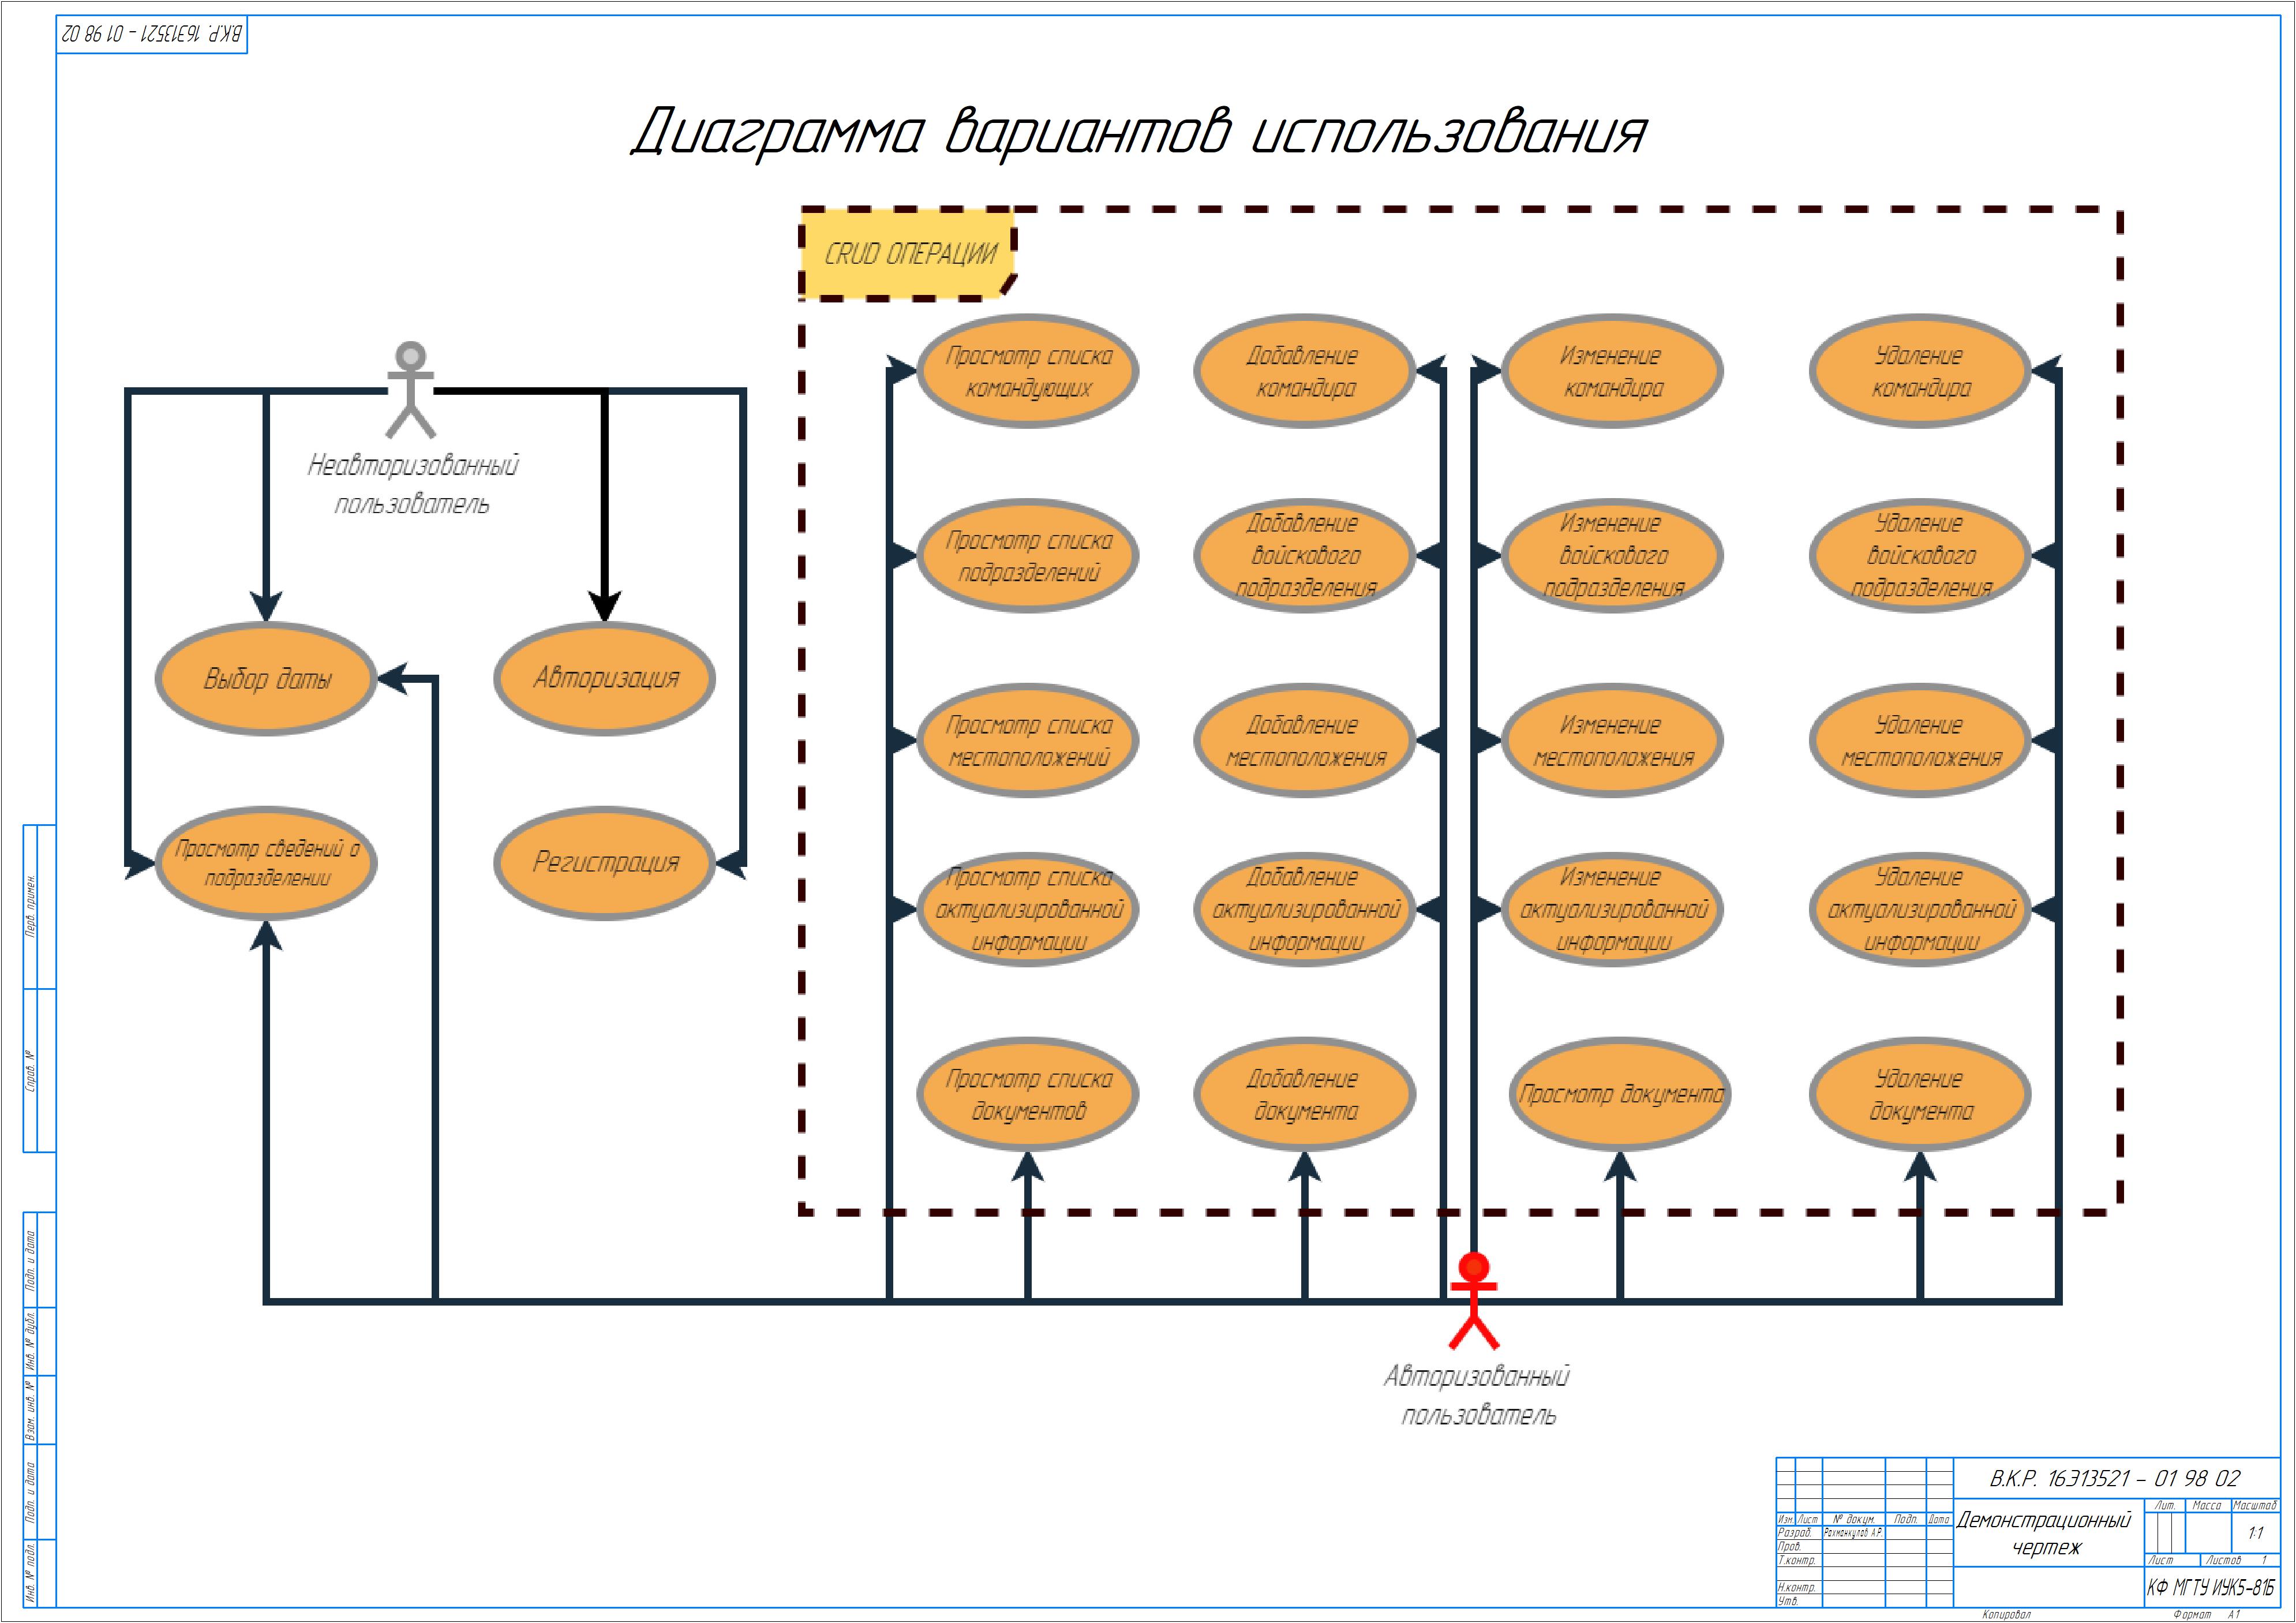 В.К.Р. 16Э13521 - 01 98 02
Диаграмма вариантов использования
CRUD ОПЕРАЦИИ
Неавторизованный
пользователь
Выбор даты
Авторизация
Просмотр сведений о
подразделении
Регистрация
Просмотр списка
командующих
Добавление
командира
Изменение
командира
Удаление
командира
Просмотр списка
подразделений
Добавление
войскового
подразделения
Изменение
войскового
подразделения
Удаление
войскового
подразделения
Просмотр списка
местоположений
Добавление
местоположения
Изменение
местоположения
Удаление
местоположения
Просмотр списка
актуализированной
информации
Добавление
актуализированной
информации
Изменение
актуализированной
информации
Удаление
актуализированной
информации
Просмотр списка
документов
Добавление
документа
Просмотр документа
Удаление
документа
Авторизованный
пользователь
Перв. примен.
Справ. №
Подп. и дата
Инв. № дубл.
Взам. инв. №
Подп. и дата
Инв. № подл.
В.К.Р. 16Э13521 - 01 98 02
Изм. Лист № докум. Подп. Дата
Разраб. Рахманкулов А.Р.
Пров.
Т.контр.
Н.контр.
Утв.
Демонстрационный
чертеж
Лит. Масса Масштаб
1:1
Лист Листов 1
КФ МГТУ ИУК5-81Б
Копировал Формат А1